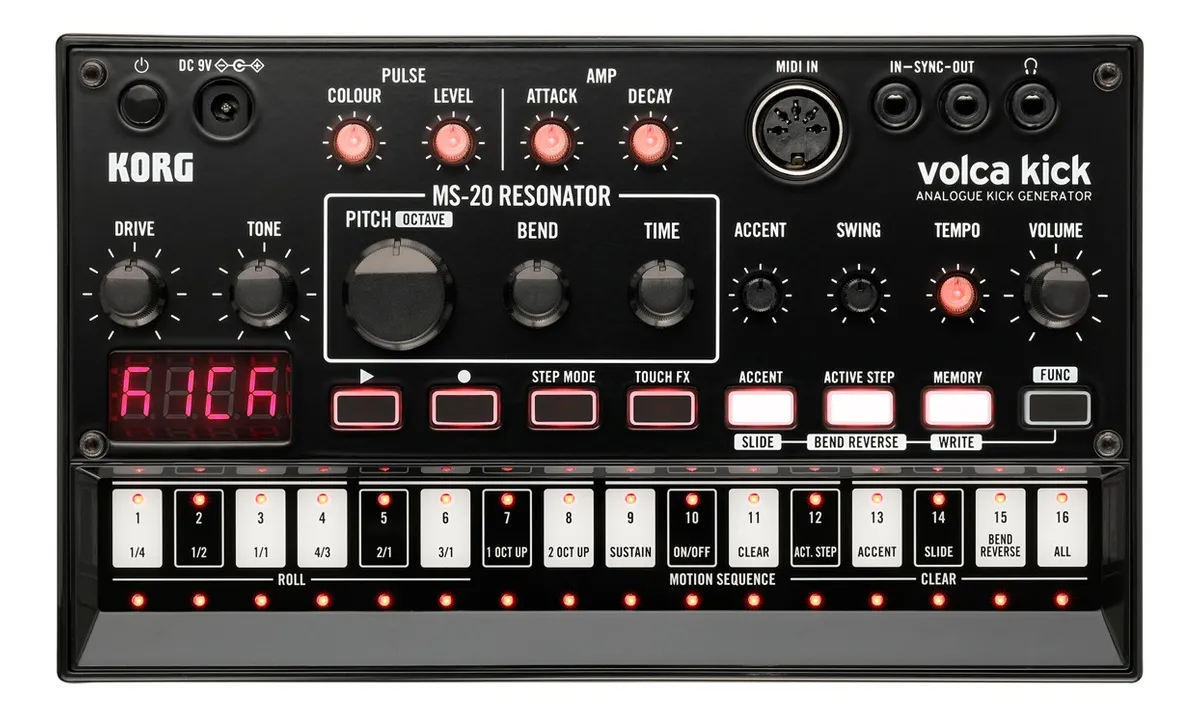 DC 9V
PULSE
AMP
MIDI IN
IN–SYNC–OUT
COLOUR
LEVEL
ATTACK
DECAY
KORG
volca kick
ANALOGUE KICK GENERATOR
MS-20 RESONATOR
PITCH OCTAVE
BEND
TIME
DRIVE
TONE
ACCENT
SWING
TEMPO
VOLUME
STEP MODE
TOUCH FX
ACCENT
ACTIVE STEP
MEMORY
FUNC
SLIDE
BEND REVERSE
WRITE
1 2 3 4 5 6 7 8 9 10 11 12 13 14 15 16
1/4 1/2 1/1 4/3 2/1 3/1 1 OCT UP 2 OCT UP SUSTAIN ON/OFF CLEAR ACT. STEP ACCENT SLIDE BEND REVERSE ALL
ROLL
MOTION SEQUENCE
CLEAR